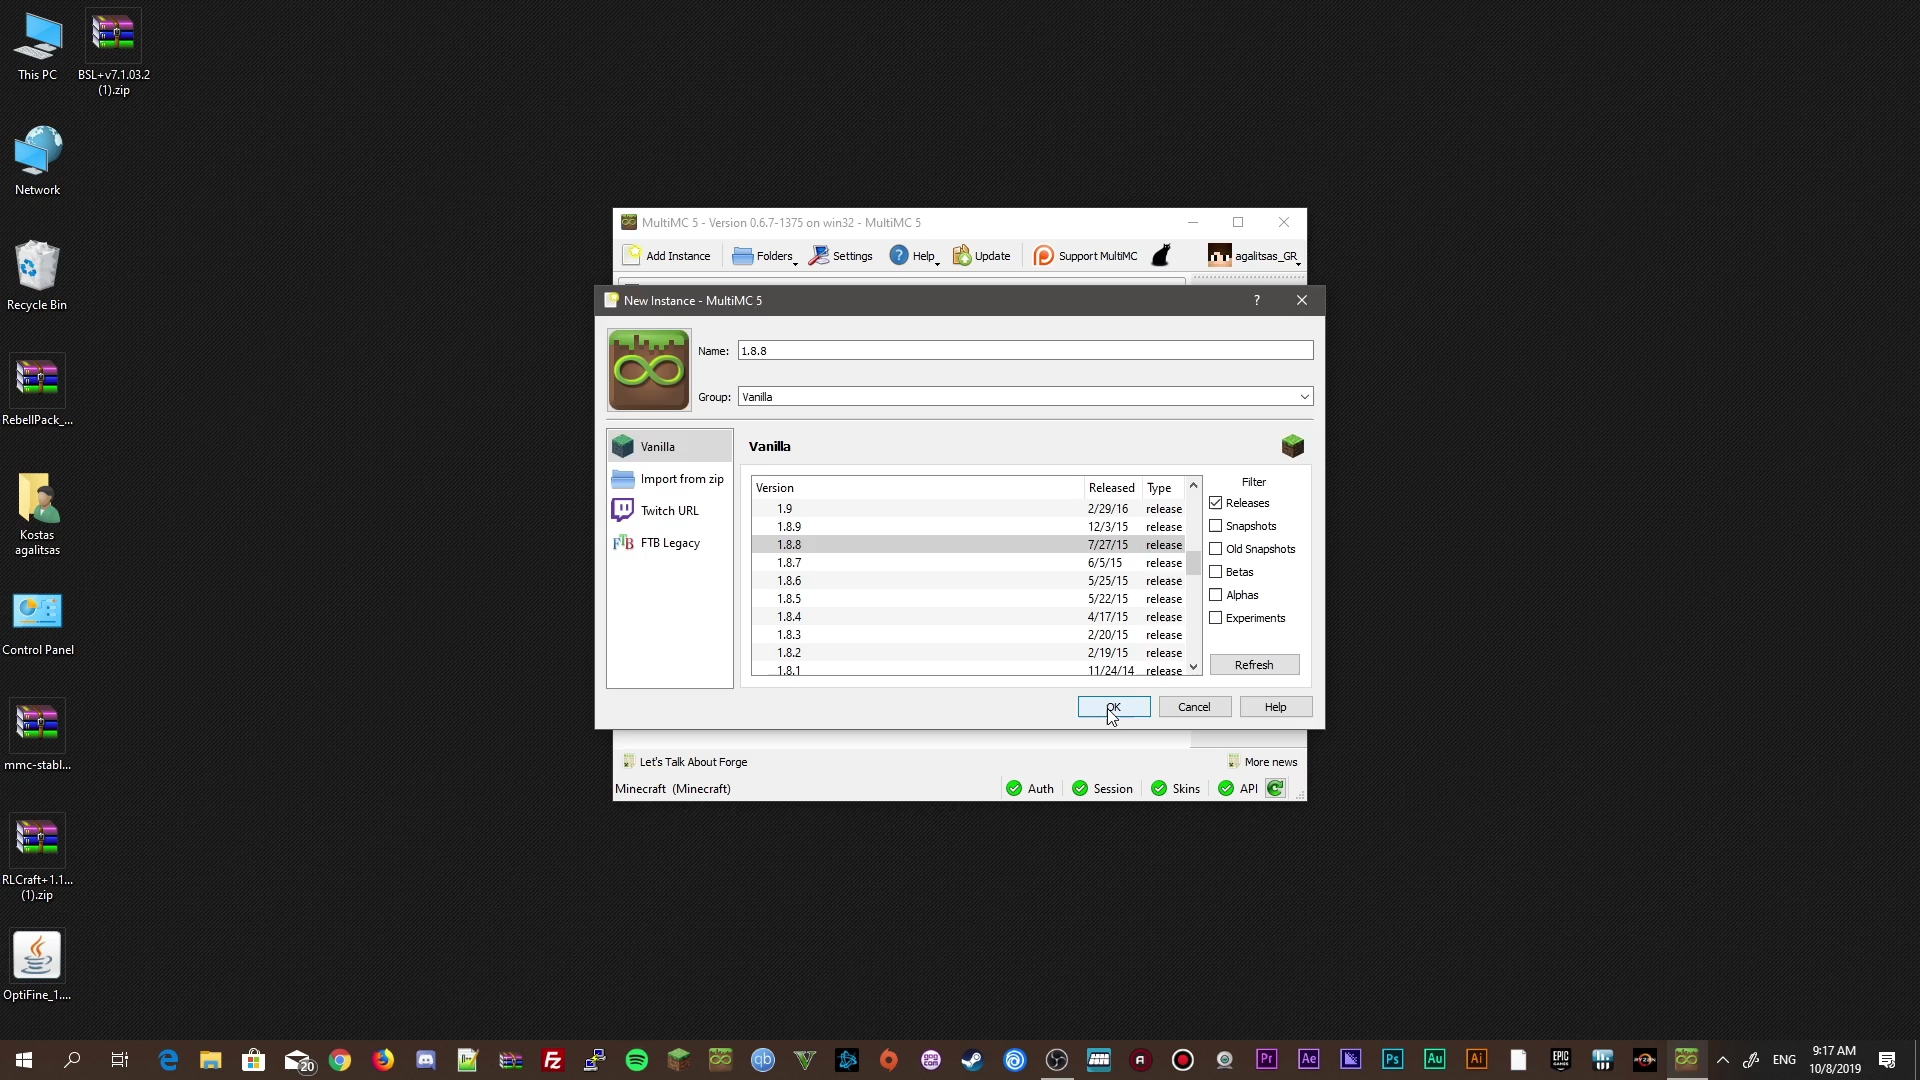 This PC
BSL+v7.1.03.2
(1).zip
Network
Recycle Bin
RebellPack_...
Kostas
agalitsas
Control Panel
mmc-stabl...
RLCraft+1.1...
(1).zip
OptiFine_1....
MultiMC 5 - Version 0.6.7-1375 on win32 - MultiMC 5
Add Instance
Folders
Settings
Help
Update
Support MultiMC
agalitsas_GR
New Instance - MultiMC 5
?
Name: 1.8.8
Group: Vanilla
Vanilla
Import from zip
Twitch URL
FTB Legacy
Vanilla
Version Released Type
1.9 2/29/16 release
1.8.9 12/3/15 release
1.8.8 7/27/15 release
1.8.7 6/5/15 release
1.8.6 5/25/15 release
1.8.5 5/22/15 release
1.8.4 4/17/15 release
1.8.3 2/20/15 release
1.8.2 2/19/15 release
1.8.1 11/24/14 release
Filter
Releases
Snapshots
Old Snapshots
Betas
Alphas
Experiments
Refresh
OK
Cancel
Help
Let's Talk About Forge
More news
Minecraft (Minecraft)
Auth
Session
Skins
API
20
ENG
9:17 AM
10/8/2019